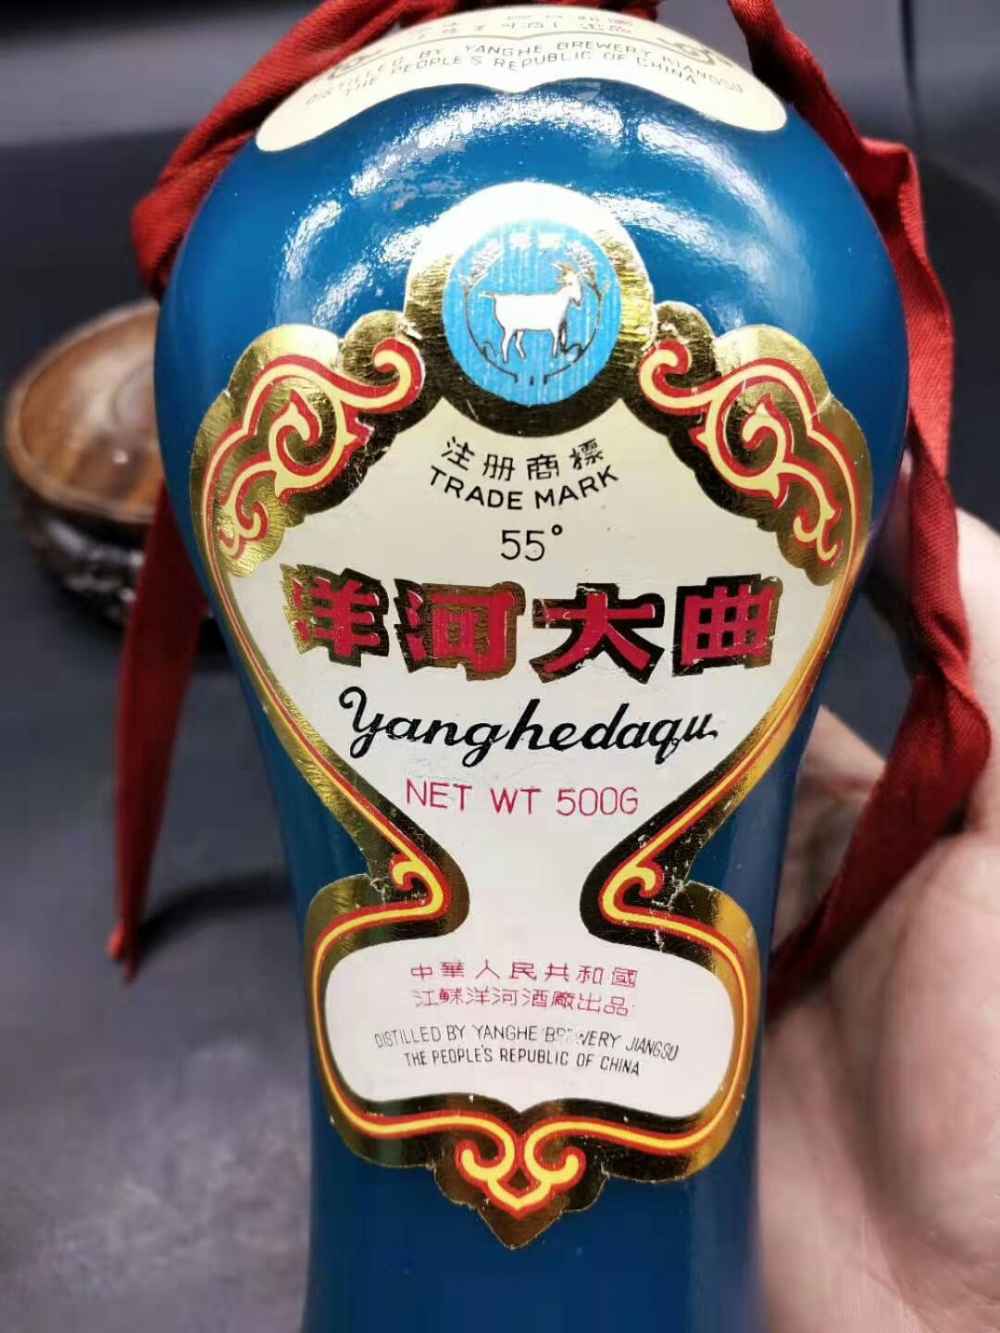 DISTILLED BY YANGHE BREWERY JIANGSU
THE PEOPLE'S REPUBLIC OF CHINA
注册商標
TRADE MARK
55°
洋河大曲
Yanghedaqu
NET WT 500G
中華人民共和國
江蘇洋河酒廠出品
DISTILLED BY YANGHE BREWERY JIANGSU
THE PEOPLE'S REPUBLIC OF CHINA